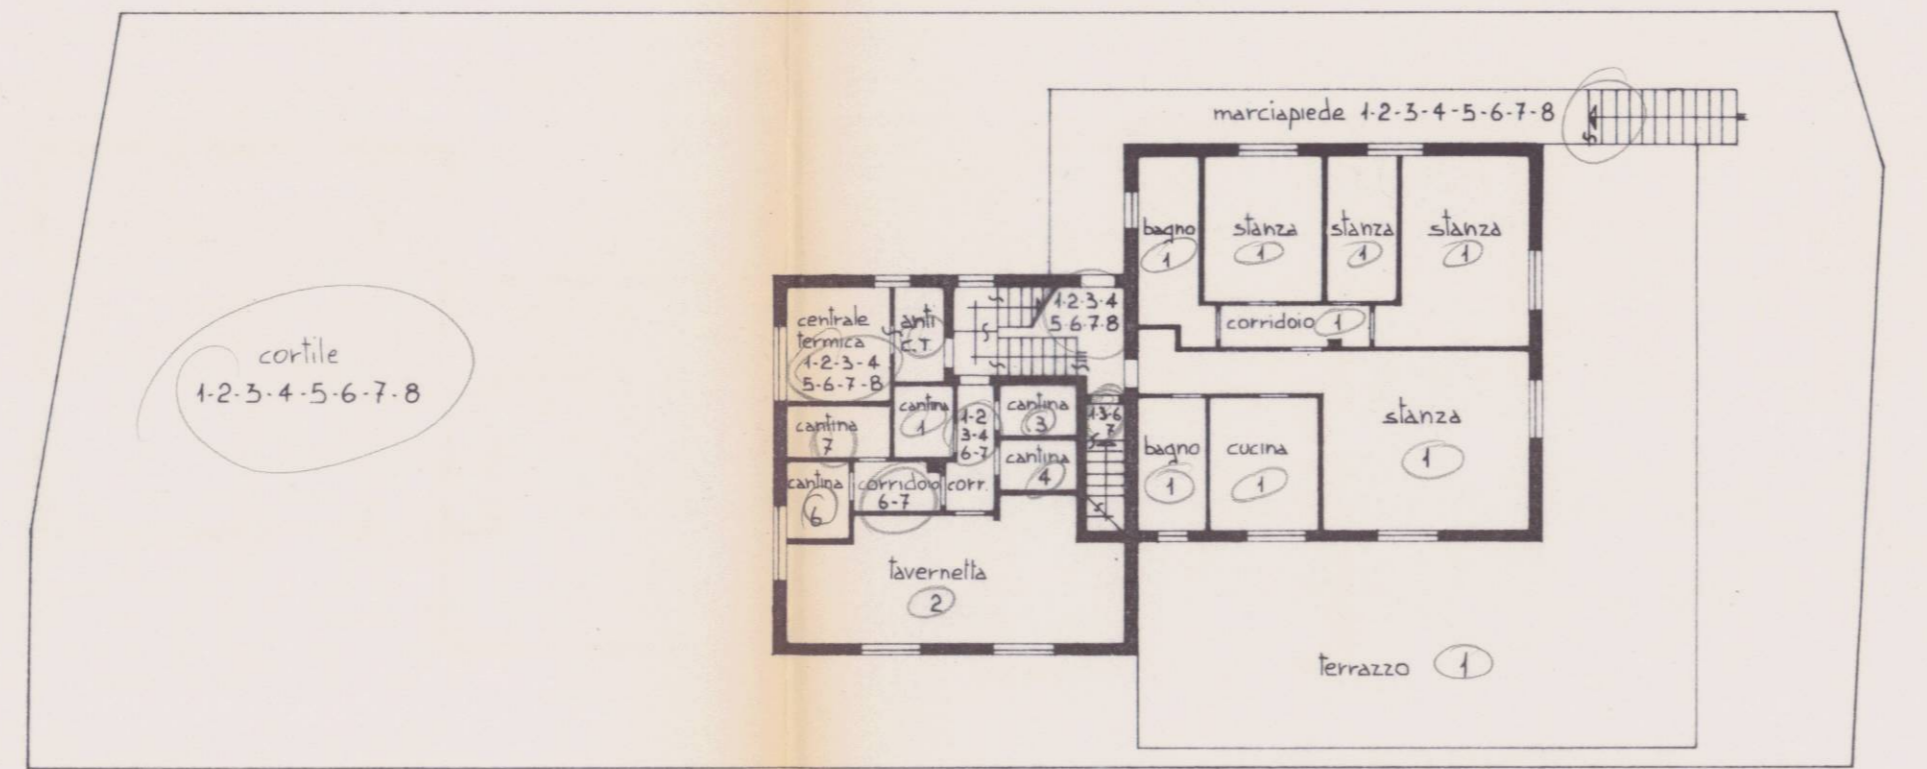 marciapiede 1-2-3-4-5-6-7-8
bagno
1
stanza
1
stanza
1
stanza
1
corridoio 1
centrale
termica
1-2-3-4
5-6-7-8
anti
C.T
1-2-3-4
5-6-7-8
cortile
1-2-3-4-5-6-7-8
cantina
7
cantina
1
1-2
3-4
6-7
cantina
3
1-3-6
7
cantina
4
cantina
6
corridoio
6-7
corr.
bagno
1
cucina
1
stanza
1
tavernetta
2
terrazzo 1